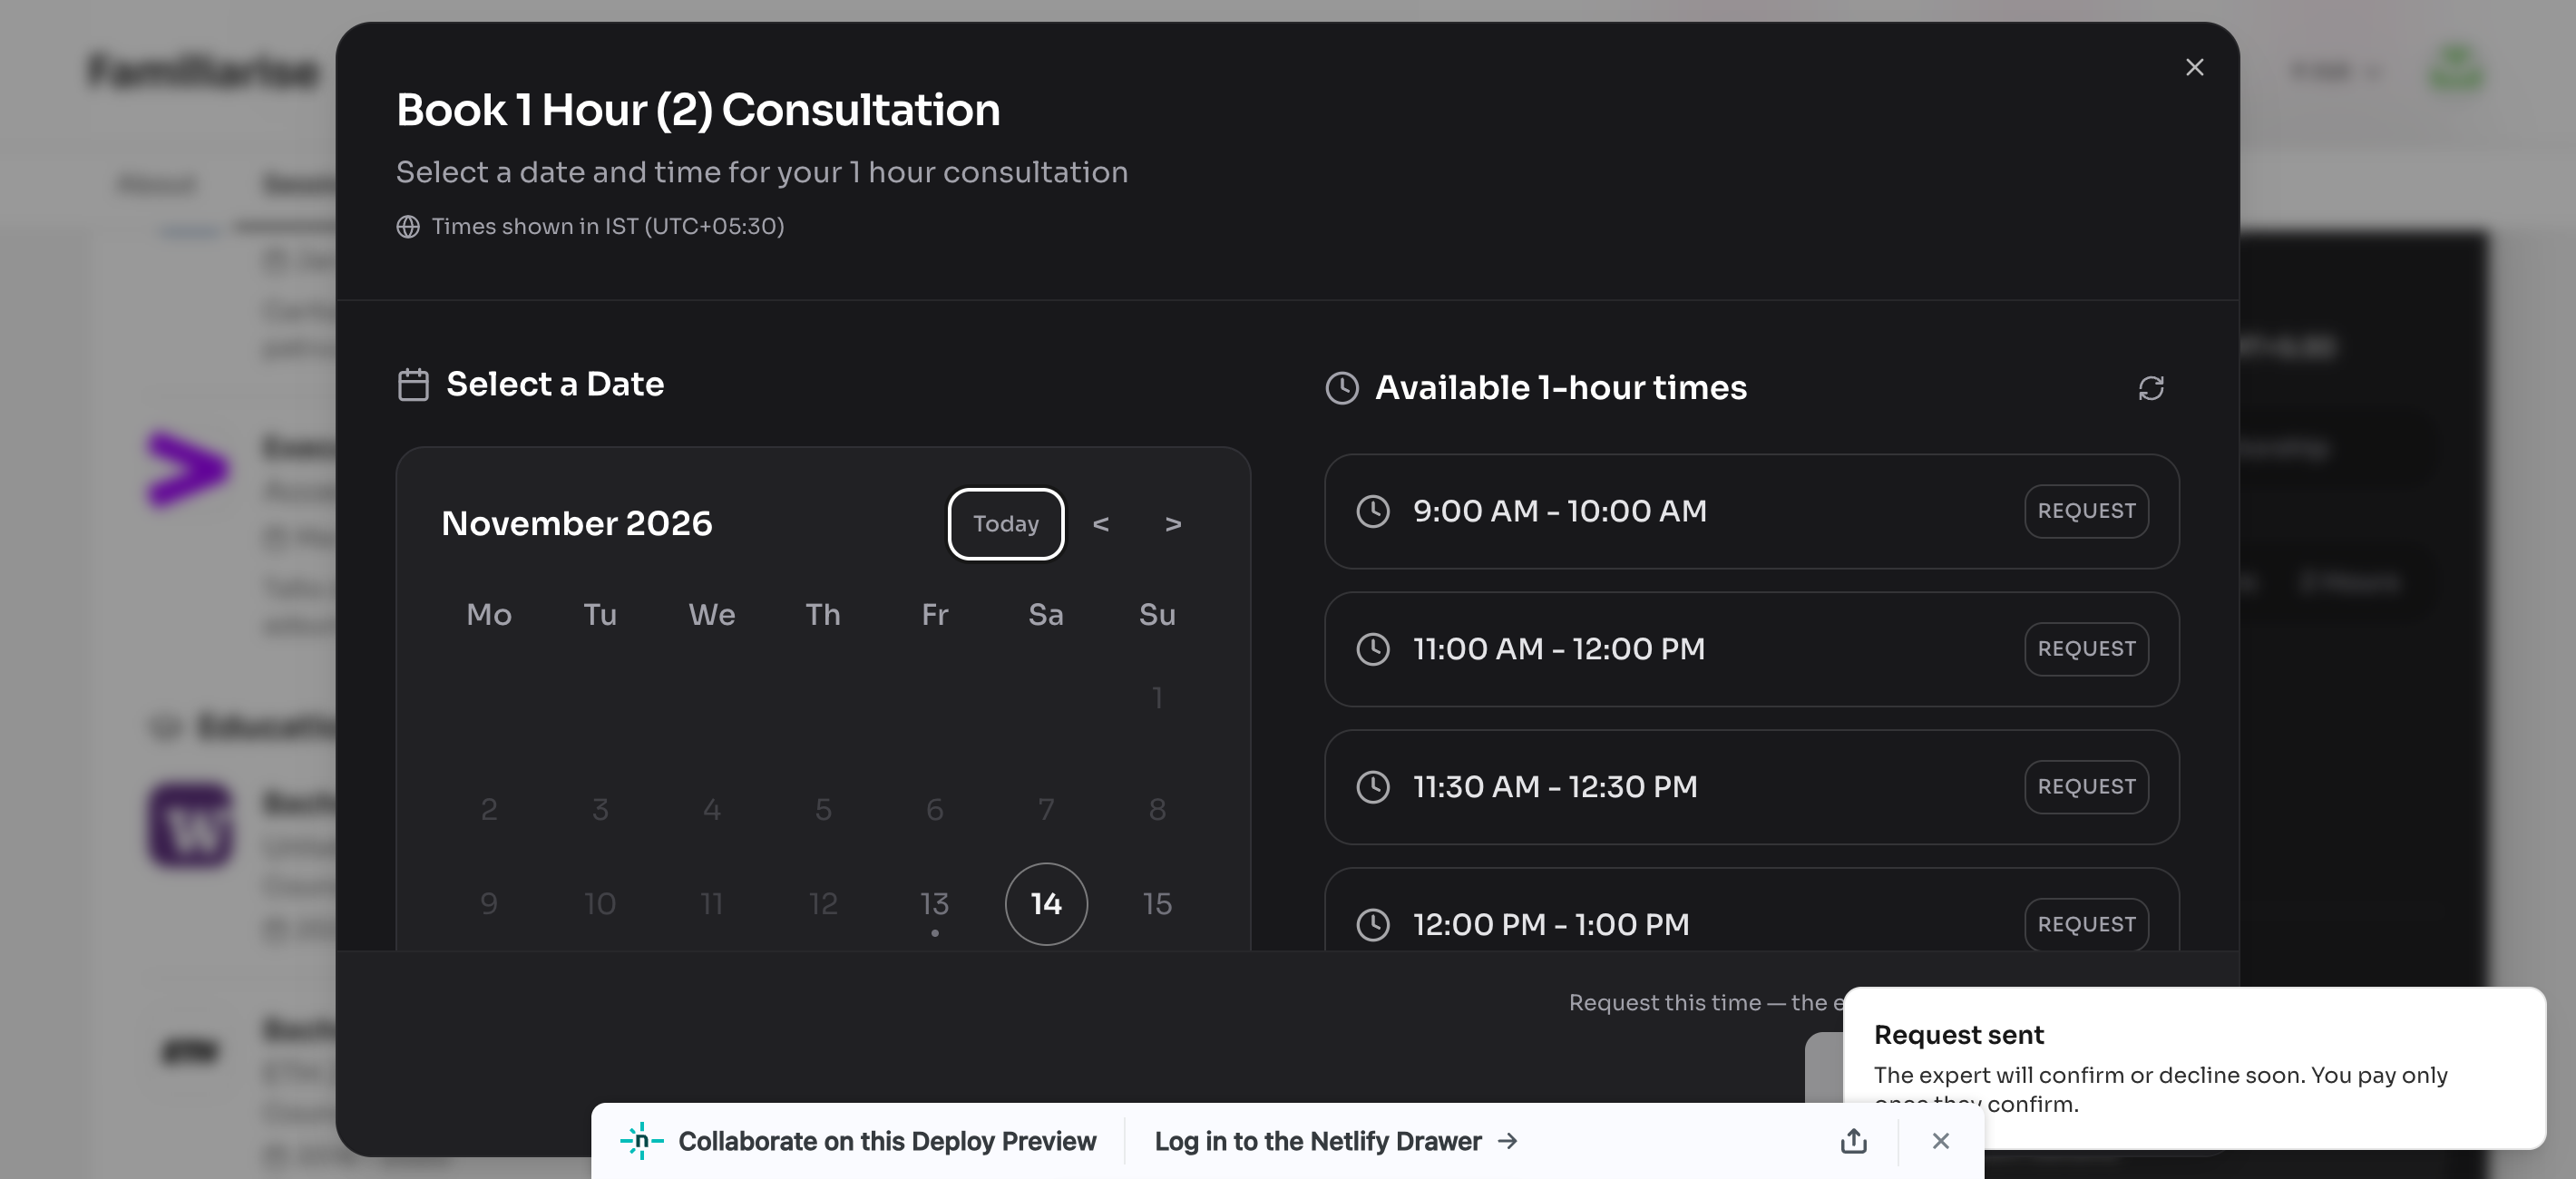 Familiarise
About
Book 1 Hour (2) Consultation
Select a date and time for your 1 hour consultation
Times shown in IST (UTC+05:30)
Select a Date
November 2026
Today
<
>
Mo Tu We Th Fr Sa Su
1
2 3 4 5 6 7 8
9 10 11 12 13 14 15
Available 1-hour times
9:00 AM - 10:00 AM REQUEST
11:00 AM - 12:00 PM REQUEST
11:30 AM - 12:30 PM REQUEST
12:00 PM - 1:00 PM REQUEST
Request this time — the
Request sent
The expert will confirm or decline soon. You pay only
once they confirm.
Collaborate on this Deploy Preview
Log in to the Netlify Drawer →